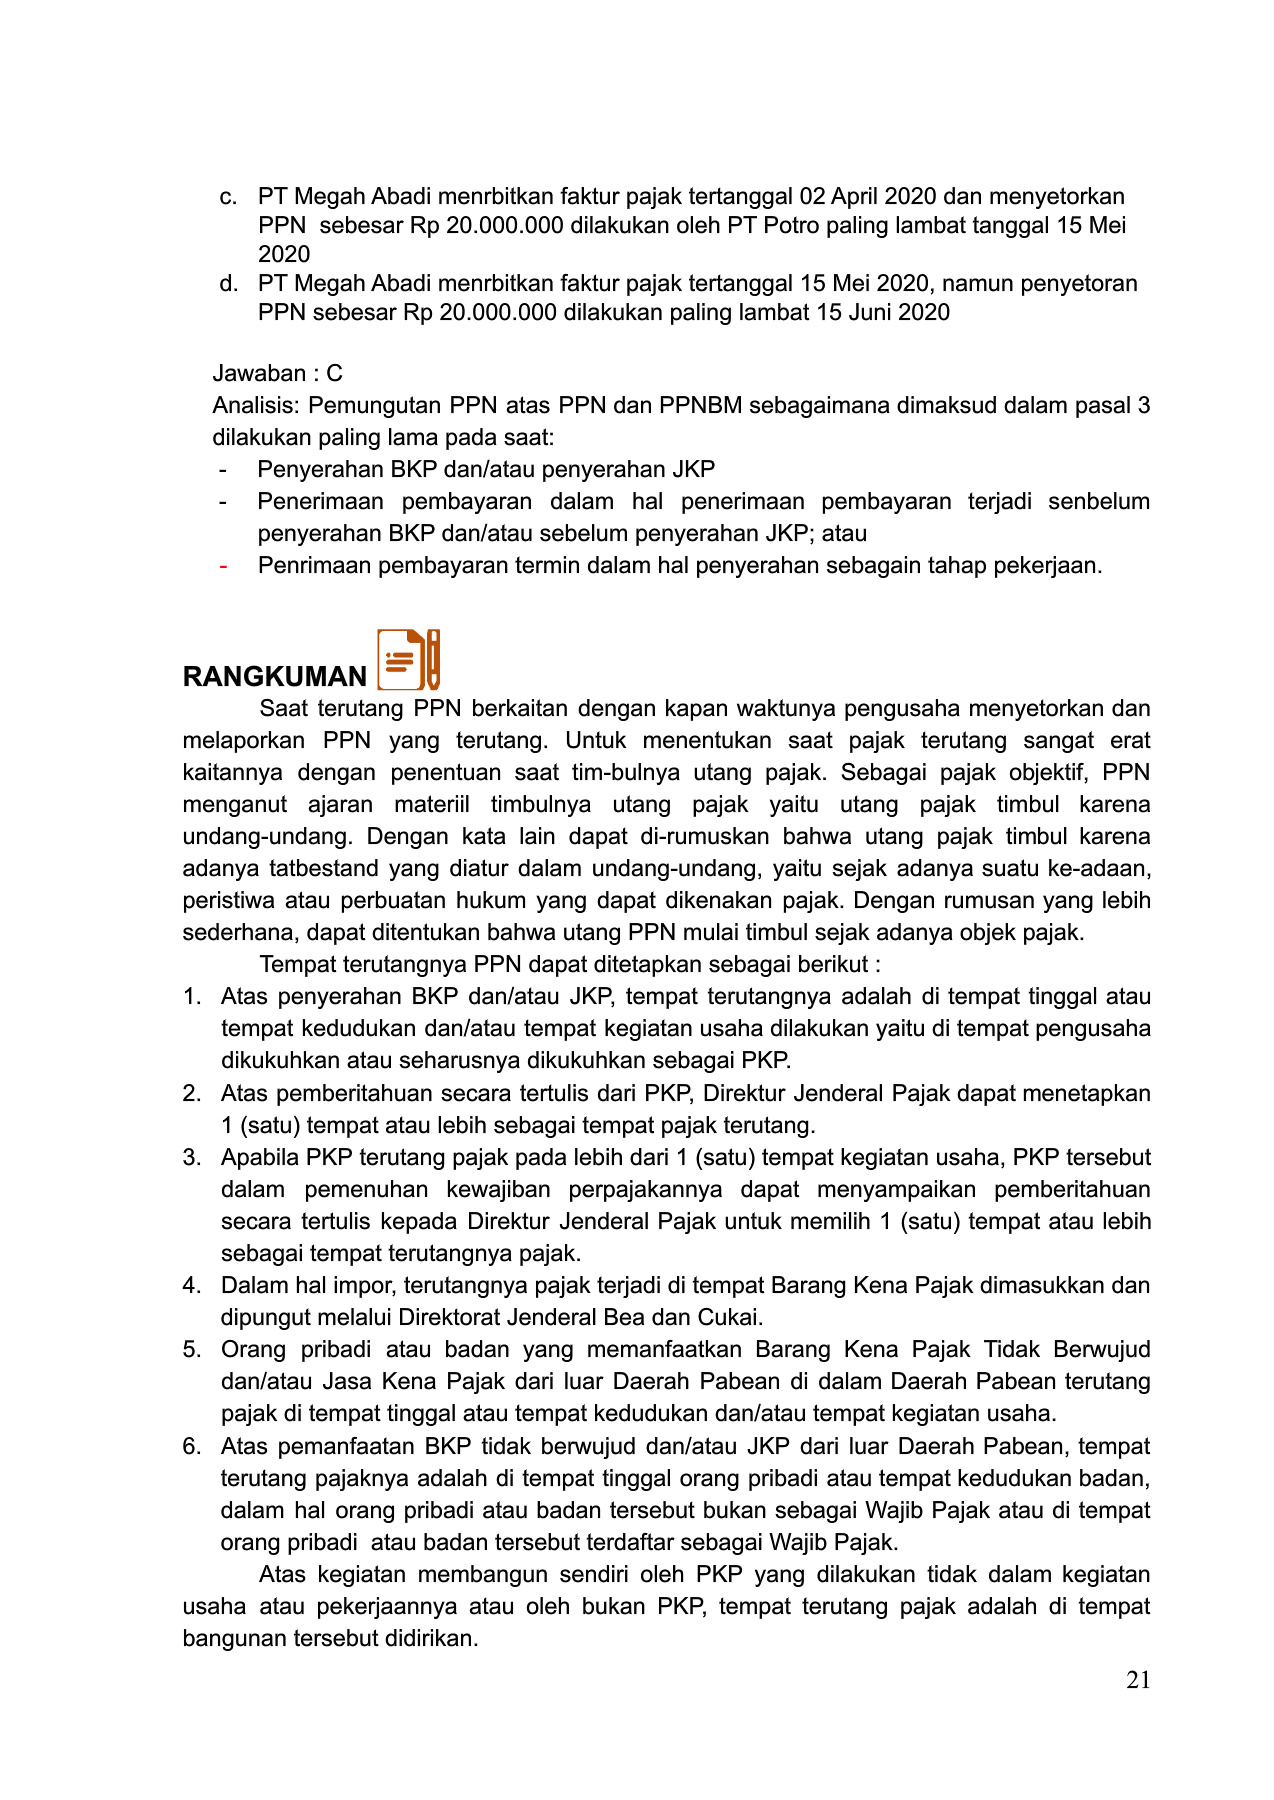 c. PT Megah Abadi menrbitkan faktur pajak tertanggal 02 April 2020 dan menyetorkan
PPN  sebesar Rp 20.000.000 dilakukan oleh PT Potro paling lambat tanggal 15 Mei
2020
d. PT Megah Abadi menrbitkan faktur pajak tertanggal 15 Mei 2020, namun penyetoran
PPN sebesar Rp 20.000.000 dilakukan paling lambat 15 Juni 2020
Jawaban : C
Analisis: Pemungutan PPN atas PPN dan PPNBM sebagaimana dimaksud dalam pasal 3
dilakukan paling lama pada saat:
- Penyerahan BKP dan/atau penyerahan JKP
- Penerimaan pembayaran dalam hal penerimaan pembayaran terjadi senbelum
penyerahan BKP dan/atau sebelum penyerahan JKP; atau
- Penrimaan pembayaran termin dalam hal penyerahan sebagain tahap pekerjaan.
RANGKUMAN
Saat terutang PPN berkaitan dengan kapan waktunya pengusaha menyetorkan dan
melaporkan PPN yang terutang. Untuk menentukan saat pajak terutang sangat erat
kaitannya dengan penentuan saat tim-bulnya utang pajak. Sebagai pajak objektif, PPN
menganut ajaran materiil timbulnya utang pajak yaitu utang pajak timbul karena
undang-undang. Dengan kata lain dapat di-rumuskan bahwa utang pajak timbul karena
adanya tatbestand yang diatur dalam undang-undang, yaitu sejak adanya suatu ke-adaan,
peristiwa atau perbuatan hukum yang dapat dikenakan pajak. Dengan rumusan yang lebih
sederhana, dapat ditentukan bahwa utang PPN mulai timbul sejak adanya objek pajak.
Tempat terutangnya PPN dapat ditetapkan sebagai berikut :
1. Atas penyerahan BKP dan/atau JKP, tempat terutangnya adalah di tempat tinggal atau
tempat kedudukan dan/atau tempat kegiatan usaha dilakukan yaitu di tempat pengusaha
dikukuhkan atau seharusnya dikukuhkan sebagai PKP.
2. Atas pemberitahuan secara tertulis dari PKP, Direktur Jenderal Pajak dapat menetapkan
1 (satu) tempat atau lebih sebagai tempat pajak terutang.
3. Apabila PKP terutang pajak pada lebih dari 1 (satu) tempat kegiatan usaha, PKP tersebut
dalam pemenuhan kewajiban perpajakannya dapat menyampaikan pemberitahuan
secara tertulis kepada Direktur Jenderal Pajak untuk memilih 1 (satu) tempat atau lebih
sebagai tempat terutangnya pajak.
4. Dalam hal impor, terutangnya pajak terjadi di tempat Barang Kena Pajak dimasukkan dan
dipungut melalui Direktorat Jenderal Bea dan Cukai.
5. Orang pribadi atau badan yang memanfaatkan Barang Kena Pajak Tidak Berwujud
dan/atau Jasa Kena Pajak dari luar Daerah Pabean di dalam Daerah Pabean terutang
pajak di tempat tinggal atau tempat kedudukan dan/atau tempat kegiatan usaha.
6. Atas pemanfaatan BKP tidak berwujud dan/atau JKP dari luar Daerah Pabean, tempat
terutang pajaknya adalah di tempat tinggal orang pribadi atau tempat kedudukan badan,
dalam hal orang pribadi atau badan tersebut bukan sebagai Wajib Pajak atau di tempat
orang pribadi  atau badan tersebut terdaftar sebagai Wajib Pajak.
Atas kegiatan membangun sendiri oleh PKP yang dilakukan tidak dalam kegiatan
usaha atau pekerjaannya atau oleh bukan PKP, tempat terutang pajak adalah di tempat
bangunan tersebut didirikan.
21